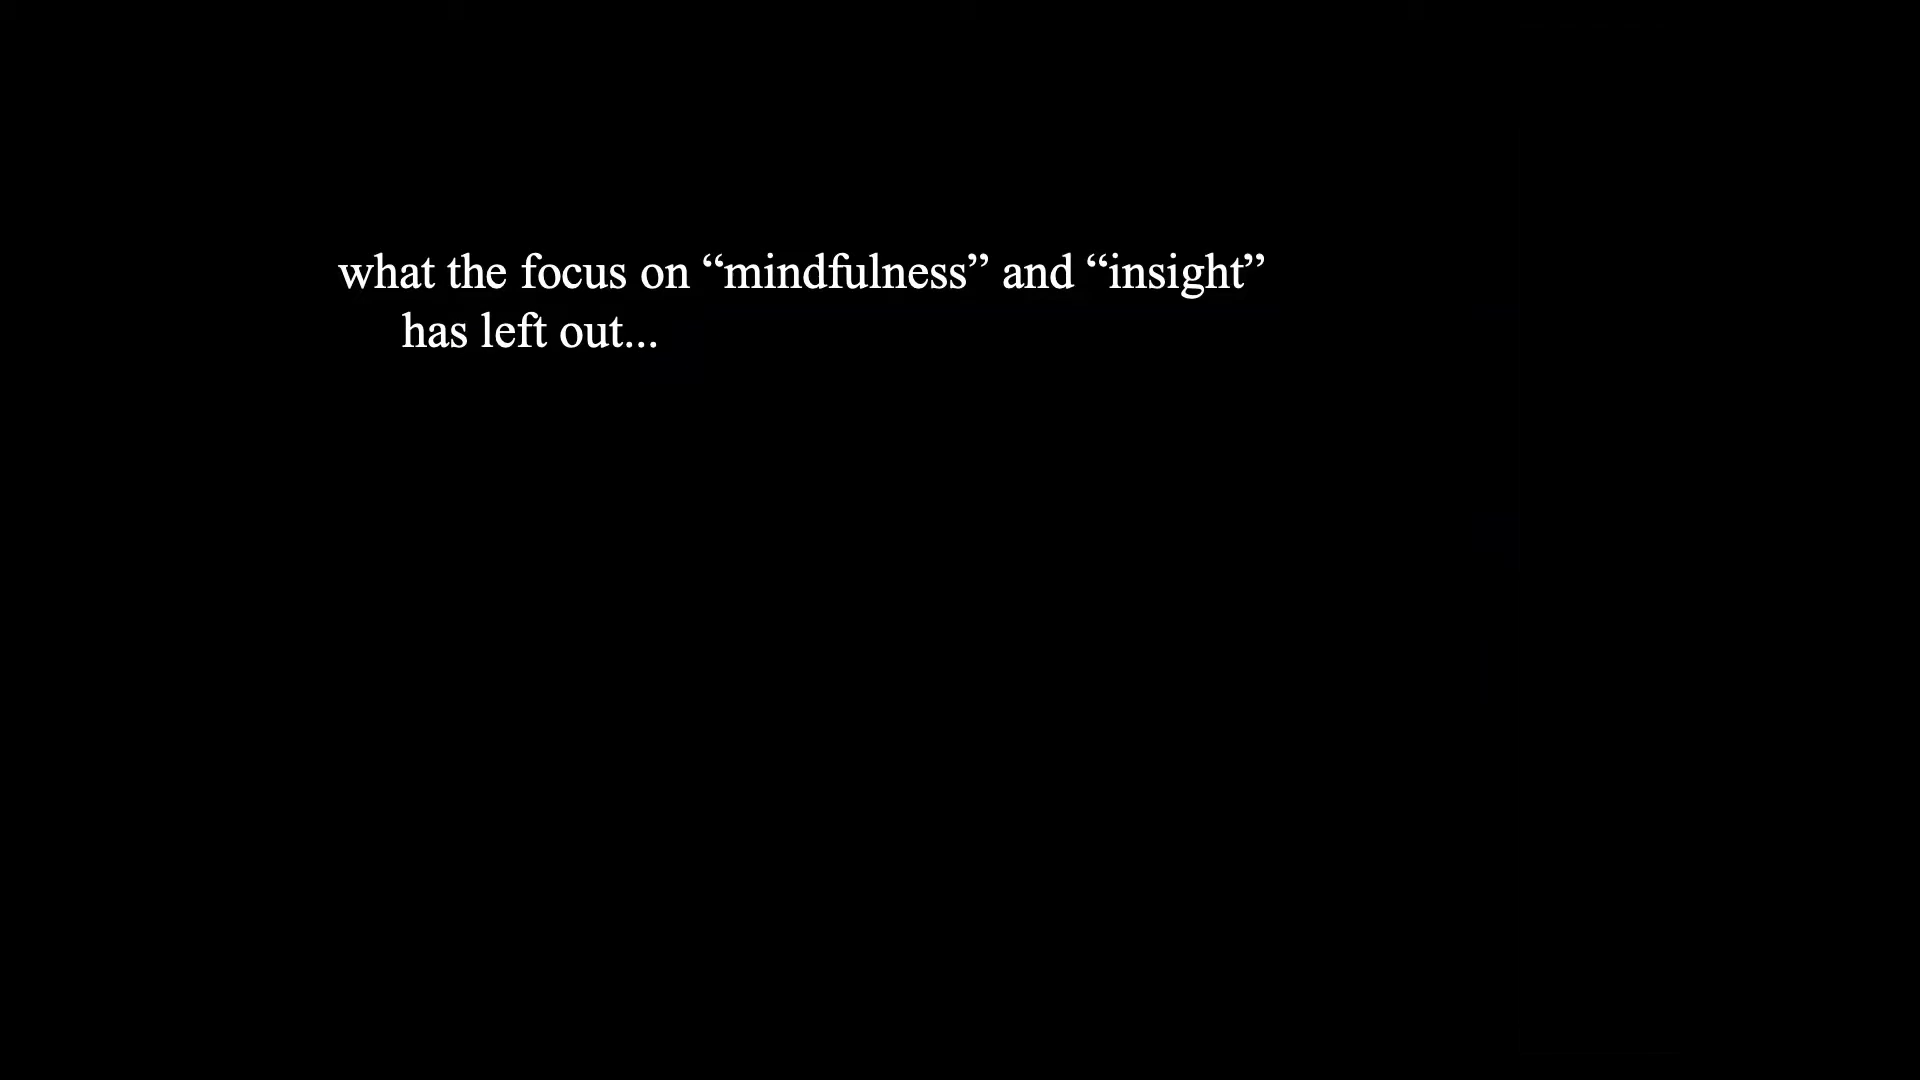 what the focus on “mindfulness” and “insight”
has left out...